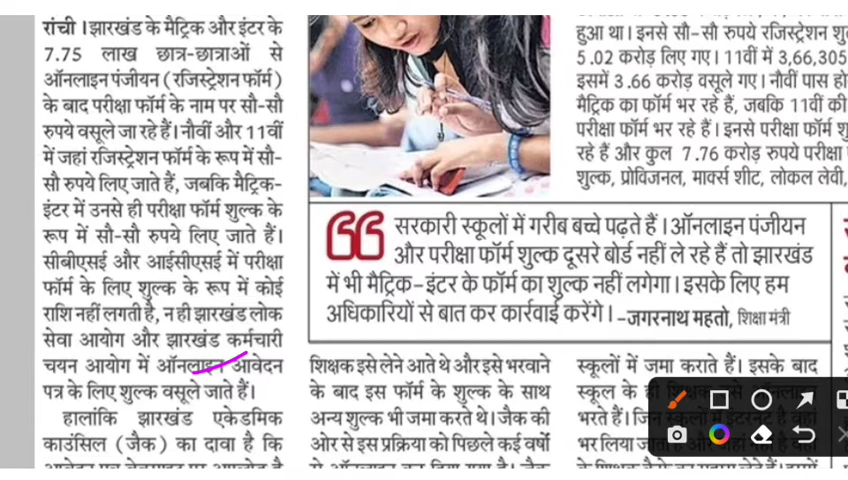 रांची। झारखंड के मैट्रिक और इंटर के
7.75 लाख छात्र-छात्राओं से
ऑनलाइन पंजीयन (रजिस्ट्रेशन फॉर्म)
के बाद परीक्षा फॉर्म के नाम पर सौ-सौ
रुपये वसूले जा रहे हैं। नौवीं और 11वीं
में जहां रजिस्ट्रेशन फॉर्म के रूप में सौ-
सौ रुपये लिए जाते हैं, जबकि मैट्रिक-
इंटर में उनसे ही परीक्षा फॉर्म शुल्क के
रूप में सौ-सौ रुपये लिए जाते हैं।
सीबीएसई और आईसीएसई में परीक्षा
फॉर्म के लिए शुल्क के रूप में कोई
राशि नहीं लगती है, न ही झारखंड लोक
सेवा आयोग और झारखंड कर्मचारी
चयन आयोग में ऑनलाइन आवेदन
पत्र के लिए शुल्क वसूले जाते हैं।
हालांकि झारखंड एकेडमिक
काउंसिल (जैक) का दावा है कि
सरकारी स्कूलों में गरीब बच्चे पढ़ते हैं। ऑनलाइन पंजीयन
और परीक्षा फॉर्म शुल्क दूसरे बोर्ड नहीं ले रहे हैं तो झारखंड
में भी मैट्रिक-इंटर के फॉर्म का शुल्क नहीं लगेगा। इसके लिए हम
अधिकारियों से बात कर कार्रवाई करेंगे। -जगरनाथ महतो, शिक्षा मंत्री
शिक्षक इसे लेने आते थे और इसे भरवाने
के बाद इस फॉर्म के शुल्क के साथ
अन्य शुल्क भी जमा करते थे। जैक की
ओर से इस प्रक्रिया को पिछले कई वर्षों
हुआ था। इनसे सौ-सौ रुपये रजिस्ट्रेशन
5.02 करोड़ लिए गए। 11वीं में 3,66,305
इसमें 3.66 करोड़ वसूले गए। नौवीं पास
मैट्रिक का फॉर्म भर रहे हैं, जबकि 11वीं की
परीक्षा फॉर्म भर रहे हैं। इनसे परीक्षा फॉर्म
रहे हैं और कुल 7.76 करोड़ रुपये परीक्षा
शुल्क, प्रोविजनल, मार्क्स शीट, लोकल लेवी,
स्कूलों में जमा कराते हैं। इसके बाद
स्कूल के
भरते हैं।
भर लिया